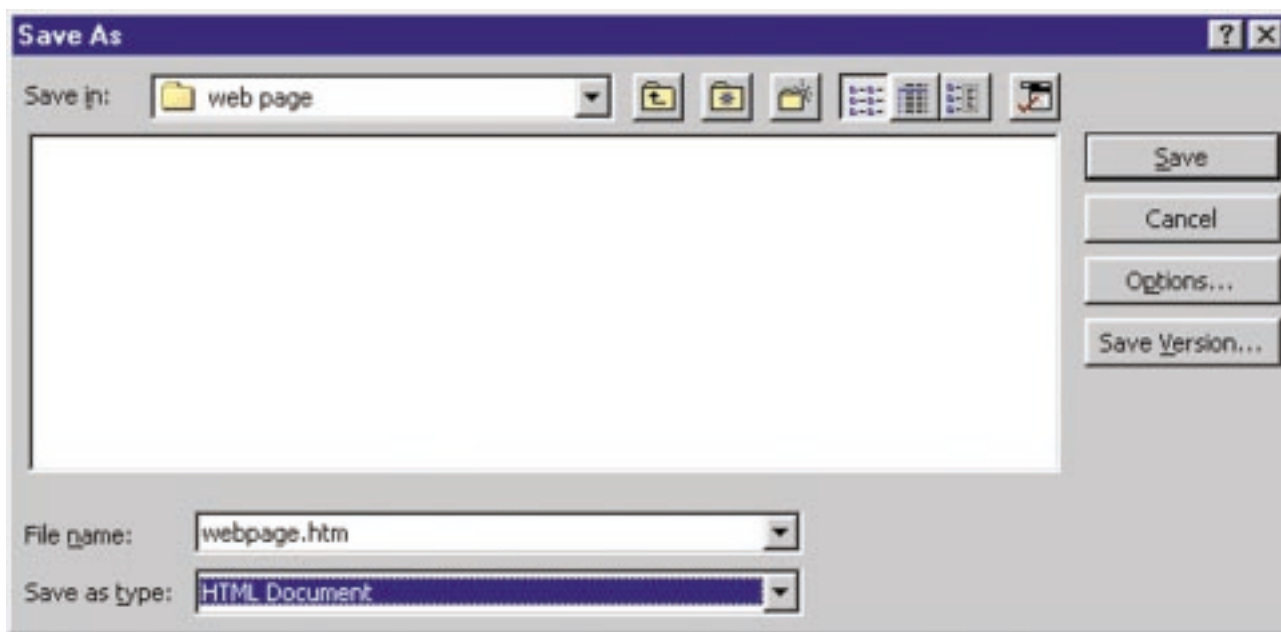 Save As
Save in: web page
Save
Cancel
Options...
Save Version...
File name: webpage.htm
Save as type: HTML Document